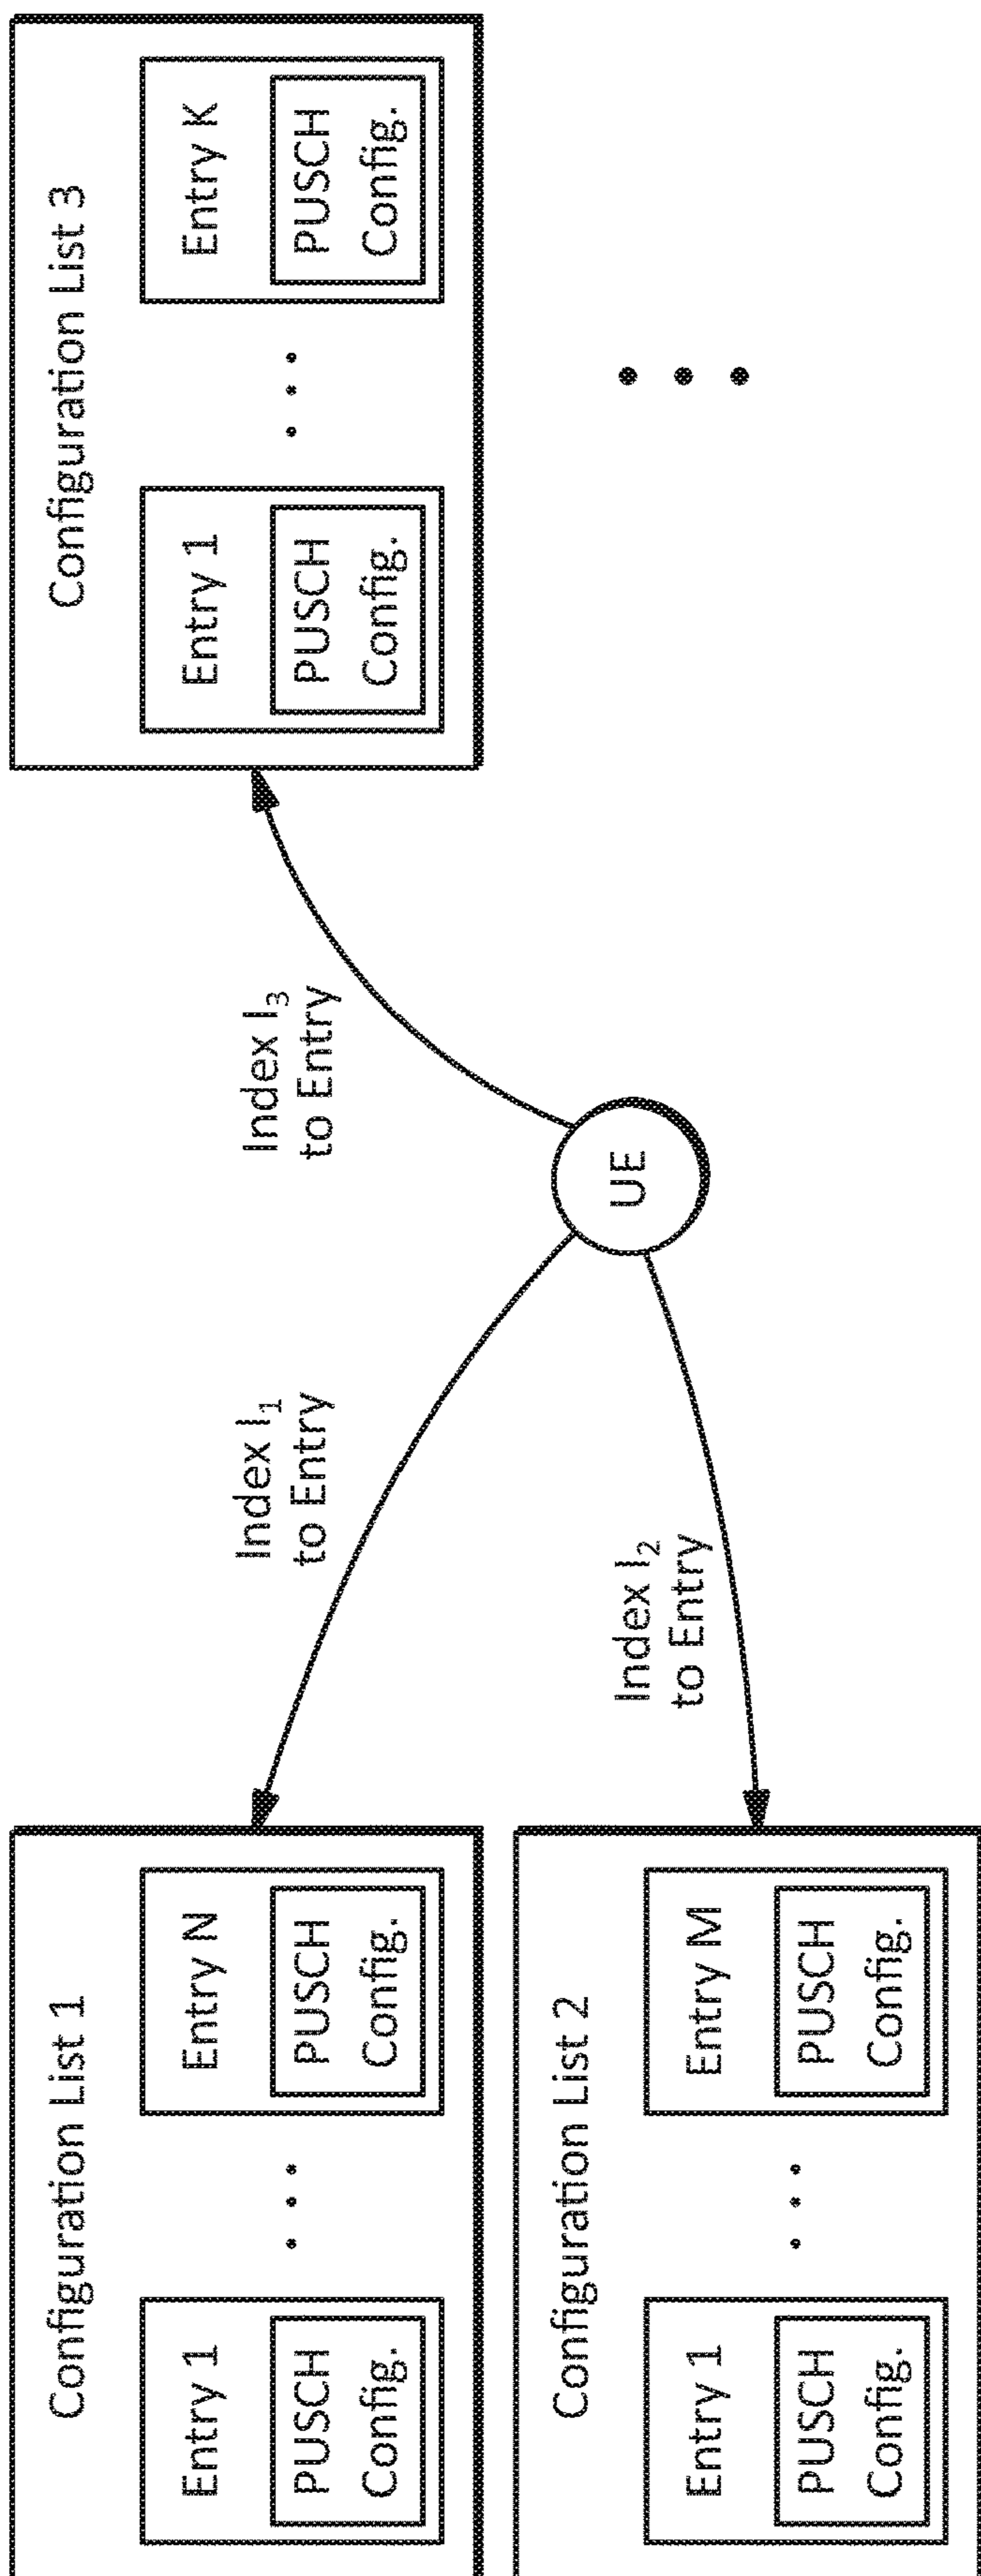 Configuration List 1
Entry 1
PUSCH
Config.
. . .
Entry N
PUSCH
Config.
Index I₁
to Entry
Index I₃
to Entry
Configuration List 3
Entry 1
PUSCH
Config.
. . .
Entry K
PUSCH
Config.
Configuration List 2
Entry 1
PUSCH
Config.
. . .
Entry M
PUSCH
Config.
Index I₂
to Entry
UE
. . .